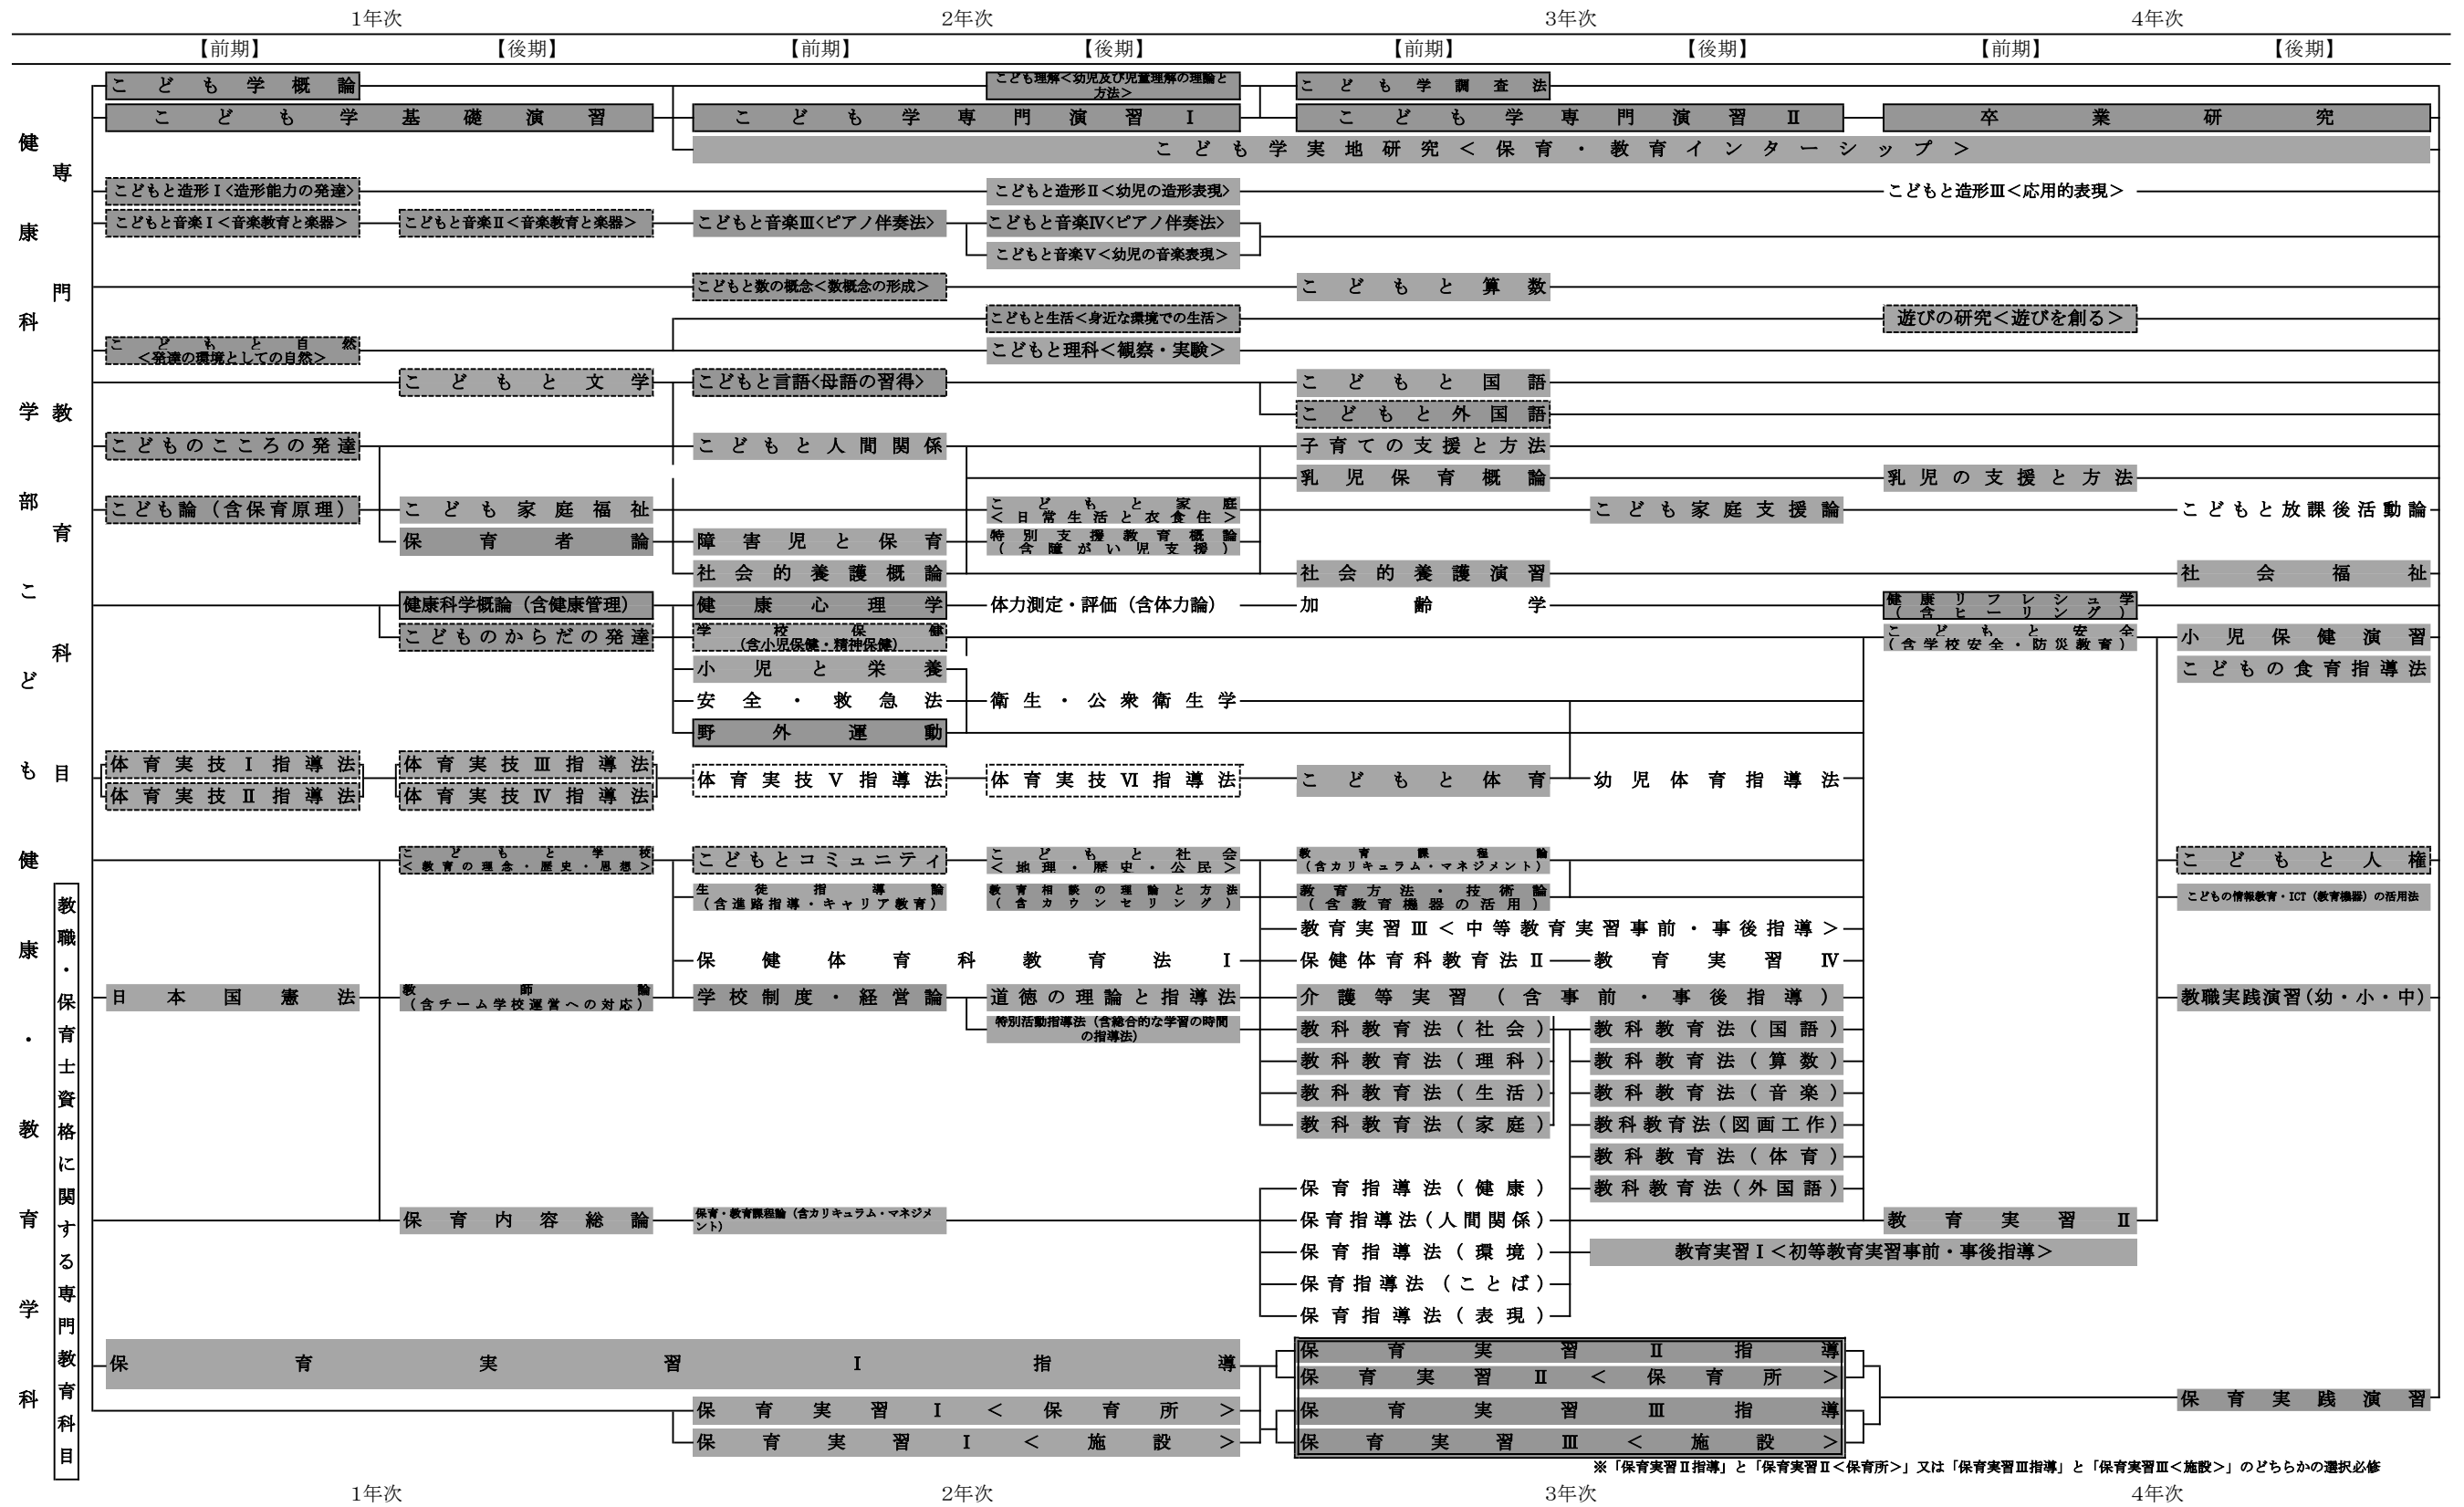 1年次 2年次 3年次 4年次
【前期】 【後期】 【前期】 【後期】 【前期】 【後期】 【前期】 【後期】
健康科学部こども健康・教育学科
専門教育科目
教職・保育士資格に関する専門教育科目
こども学概論
こども理解<幼児及び児童理解の理論と
方法>
こども学調査法
こども学基礎演習
こども学専門演習Ⅰ
こども学専門演習Ⅱ
卒業研究
こども学実地研究<保育・教育インターシップ>
こどもと造形Ⅰ<造形能力の発達>
こどもと造形Ⅱ<幼児の造形表現>
こどもと造形Ⅲ<応用的表現>
こどもと音楽Ⅰ<音楽教育と楽器>
こどもと音楽Ⅱ<音楽教育と楽器>
こどもと音楽Ⅲ<ピアノ伴奏法>
こどもと音楽Ⅳ<ピアノ伴奏法>
こどもと音楽Ⅴ<幼児の音楽表現>
こどもと数の概念<数概念の形成>
こどもと算数
こどもと生活<身近な環境での生活>
遊びの研究<遊びを創る>
こどもと自然
<発達の環境としての自然>
こどもと理科<観察・実験>
こどもと文学
こどもと言語<母語の習得>
こどもと国語
こどもと外国語
こどものこころの発達
こどもと人間関係
子育ての支援と方法
乳児保育概論
乳児の支援と方法
こども論(含保育原理)
こども家庭福祉
こどもと家庭
<日常生活と衣食住>
こども家庭支援論
こどもと放課後活動論
保育者論
障害児と保育
特別支援教育概論
(含障がい児支援)
社会的養護概論
社会的養護演習
社会福祉
健康科学概論(含健康管理)
健康心理学
体力測定・評価(含体力論)
加齢学
健康リフレシュ学
(含ヒーリング)
こどものからだの発達
学校保健
(含小児保健・精神保健)
こどもと安全
(含学校安全・防災教育)
小児保健演習
小児と栄養
こどもの食育指導法
安全・救急法
衛生・公衆衛生学
野外運動
体育実技Ⅰ指導法
体育実技Ⅲ指導法
体育実技Ⅴ指導法
体育実技Ⅵ指導法
こどもと体育
幼児体育指導法
体育実技Ⅱ指導法
体育実技Ⅳ指導法
こどもと学校
<教育の理念・歴史・思想>
こどもとコミュニティ
こどもと社会
<地理・歴史・公民>
教育課程論
(含カリキュラム・マネジメント)
こどもと人権
生徒指導論
(含進路指導・キャリア教育)
教育相談の理論と方法
(含カウンセリング)
教育方法・技術論
(含教育機器の活用)
こどもの情報教育・ICT(教育機器)の活用法
教育実習Ⅲ<中等教育実習事前・事後指導>
保健体育科教育法Ⅰ
保健体育科教育法Ⅱ
教育実習Ⅳ
日本国憲法
教師論
(含チーム学校運営への対応)
学校制度・経営論
道徳の理論と指導法
介護等実習(含事前・事後指導)
教職実践演習(幼・小・中)
特別活動指導法(含総合的な学習の時間
の指導法)
教科教育法(社会)
教科教育法(国語)
教科教育法(理科)
教科教育法(算数)
教科教育法(生活)
教科教育法(音楽)
教科教育法(家庭)
教科教育法(図画工作)
教科教育法(体育)
保育指導法(健康)
教科教育法(外国語)
保育内容総論
保育・教育課程論(含カリキュラム・マネジメ
ント)
保育指導法(人間関係)
教育実習Ⅱ
保育指導法(環境)
教育実習Ⅰ<初等教育実習事前・事後指導>
保育指導法(ことば)
保育指導法(表現)
保育実習Ⅰ指導
保育実習Ⅱ指導
保育実習Ⅱ<保育所>
保育実践演習
保育実習Ⅰ<保育所>
保育実習Ⅲ指導
保育実習Ⅰ<施設>
保育実習Ⅲ<施設>
※「保育実習Ⅱ指導」と「保育実習Ⅱ<保育所>」又は「保育実習Ⅲ指導」と「保育実習Ⅲ<施設>」のどちらかの選択必修
1年次 2年次 3年次 4年次